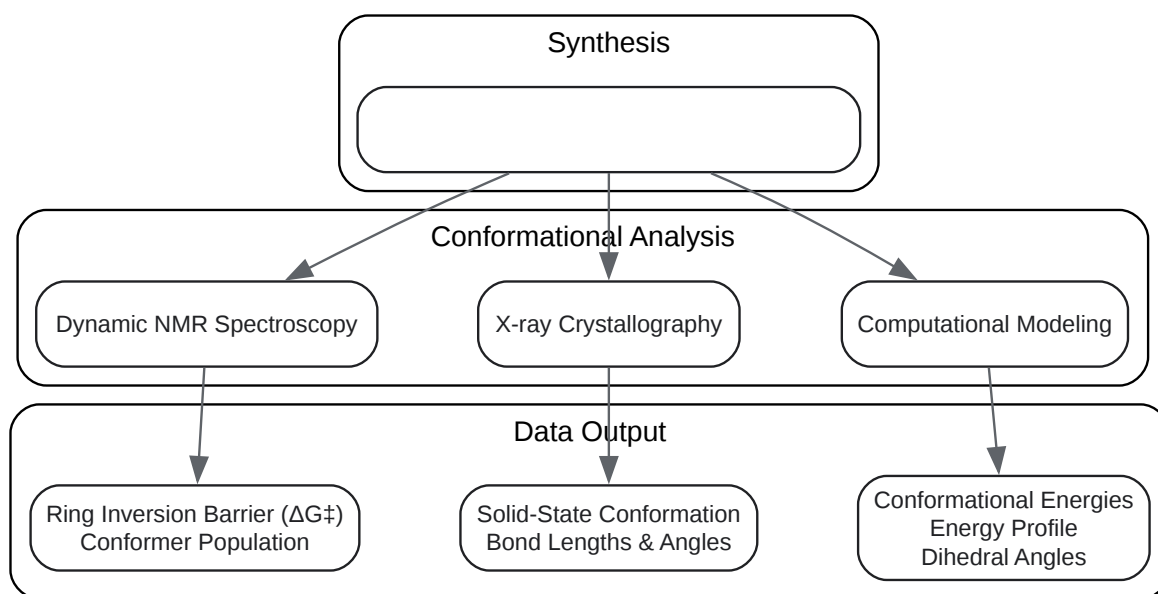 Synthesis
Conformational Analysis
Dynamic NMR Spectroscopy
X-ray Crystallography
Computational Modeling
Data Output
Ring Inversion Barrier (ΔG‡)
Conformer Population
Solid-State Conformation
Bond Lengths & Angles
Conformational Energies
Energy Profile
Dihedral Angles